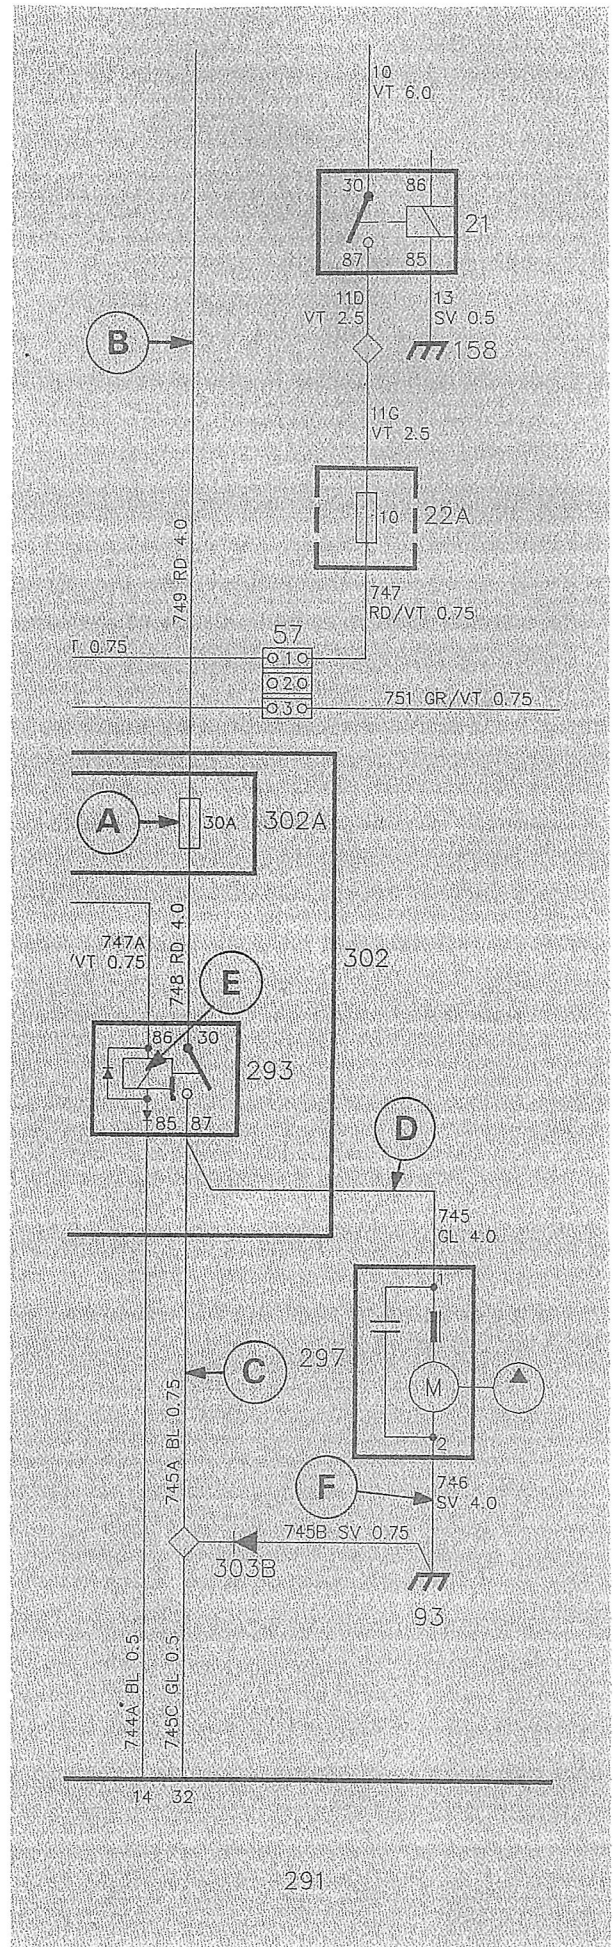 10
VT 6.0
30
86
21
87
85
11D
VT 2.5
13
SV 0.5
B
158
11G
VT 2.5
10
22A
749 RD 4.0
747
RD/VT 0.75
57
T 0.75
1
2
3
751 GR/VT 0.75
A
30A
302A
747A
/VT 0.75
748 RD 4.0
302
E
86
30
293
85
87
D
745
GL 4.0
1
297
C
M
745A BL 0.75
2
F
746
SV 4.0
745B SV 0.75
303B
93
744A* BL 0.5
745C GL 0.5
14
32
291